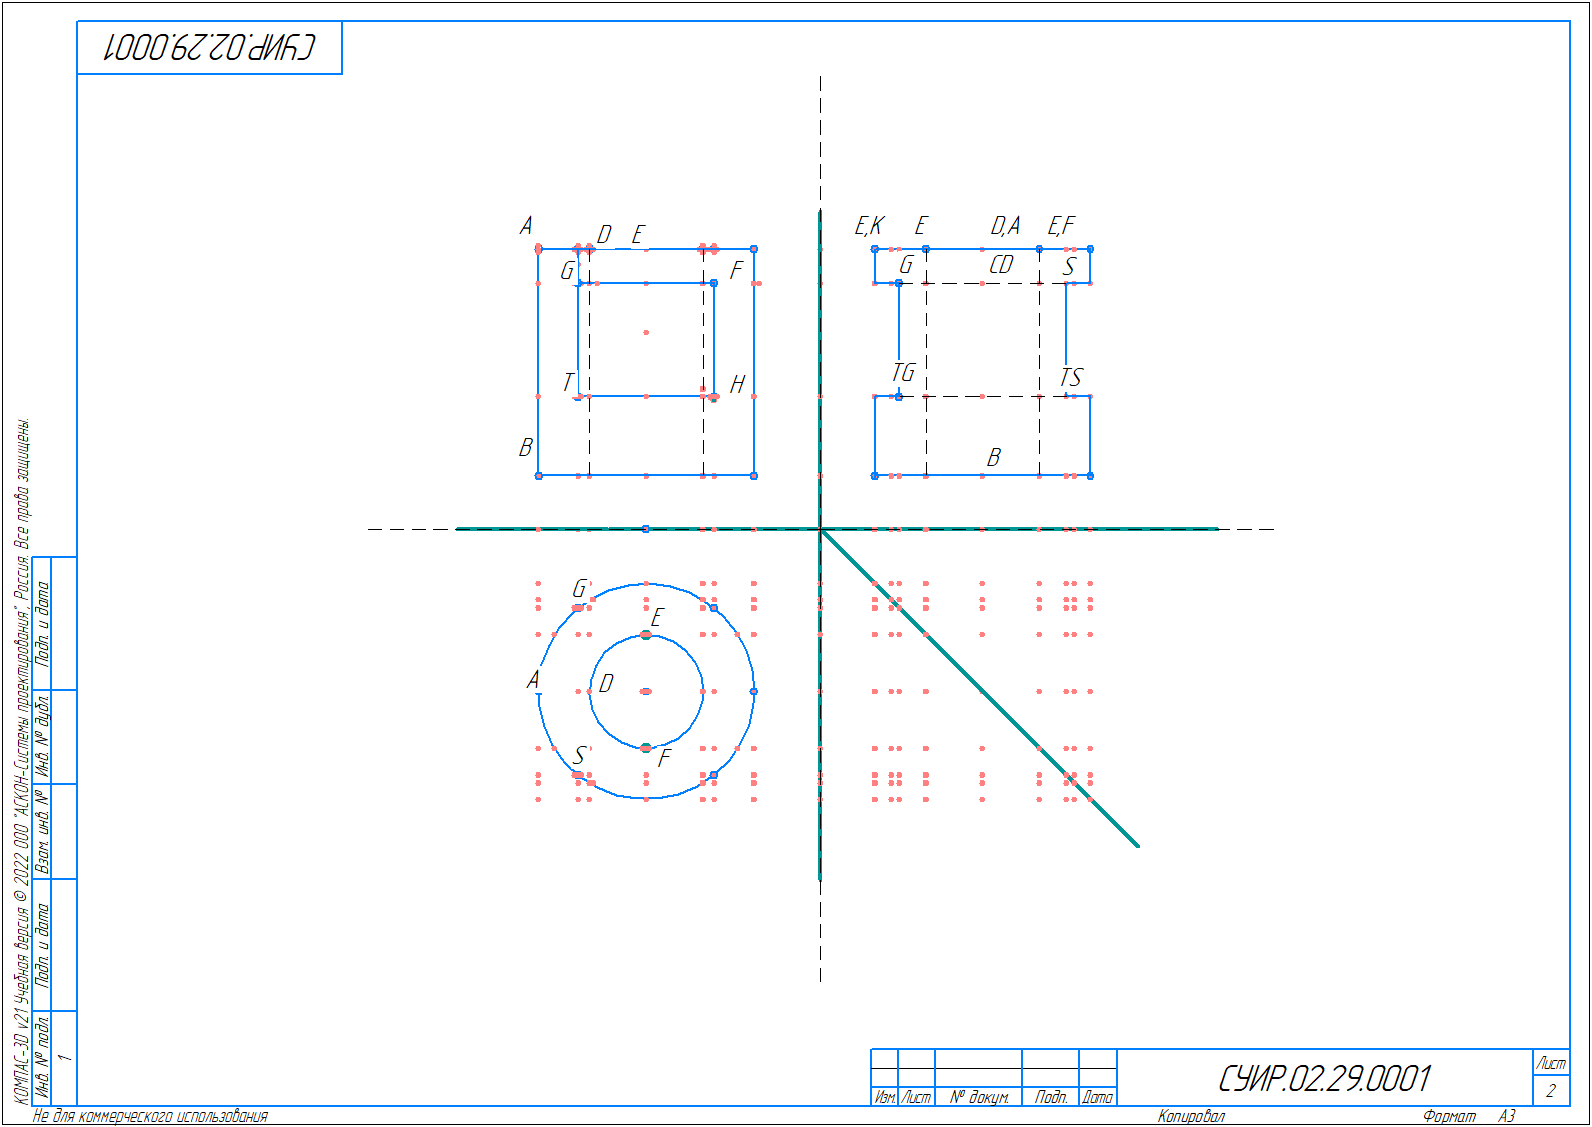 СУИР.02.29.0001
A
D
E
G
F
T
H
B
E,K
E
D,A
E,F
G
CD
S
TG
TS
B
G
E
A
D
S
F
КОМПАС-3D v21 Учебная версия © 2022 ООО "АСКОН-Системы проектирования", Россия. Все права защищены.
Подп. и дата
Инв. № дубл.
Взам. инв. №
Подп. и дата
Инв. № подл.
1
СУИР.02.29.0001
Лист
2
Изм. Лист № докум. Подп. Дата
Не для коммерческого использования
Копировал
Формат А3